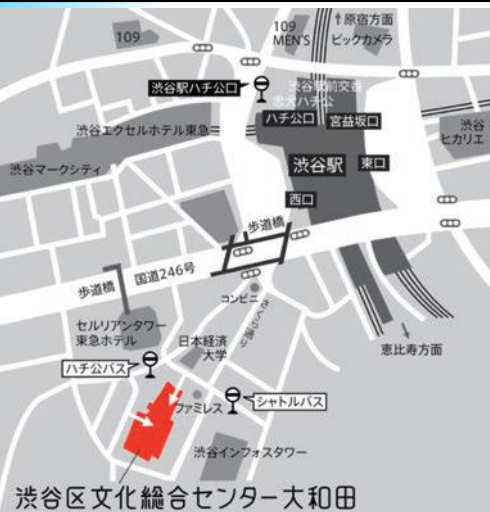 ↑原宿方面
109
109
MEN'S
ビックカメラ
渋谷駅ハチ公口
渋谷駅前交番
忠犬ハチ公
ハチ公口
宮益坂口
渋谷エクセルホテル東急
渋谷
ヒカリエ
渋谷マークシティ
渋谷駅
東口
西口
歩道橋
国道246号
歩道橋
コンビニ
さくら通り
セルリアンタワー
東急ホテル
日本経済
大学
恵比寿方面
ハチ公バス
ファミレス
シャトルバス
渋谷インフォスタワー
渋谷区文化総合センター大和田